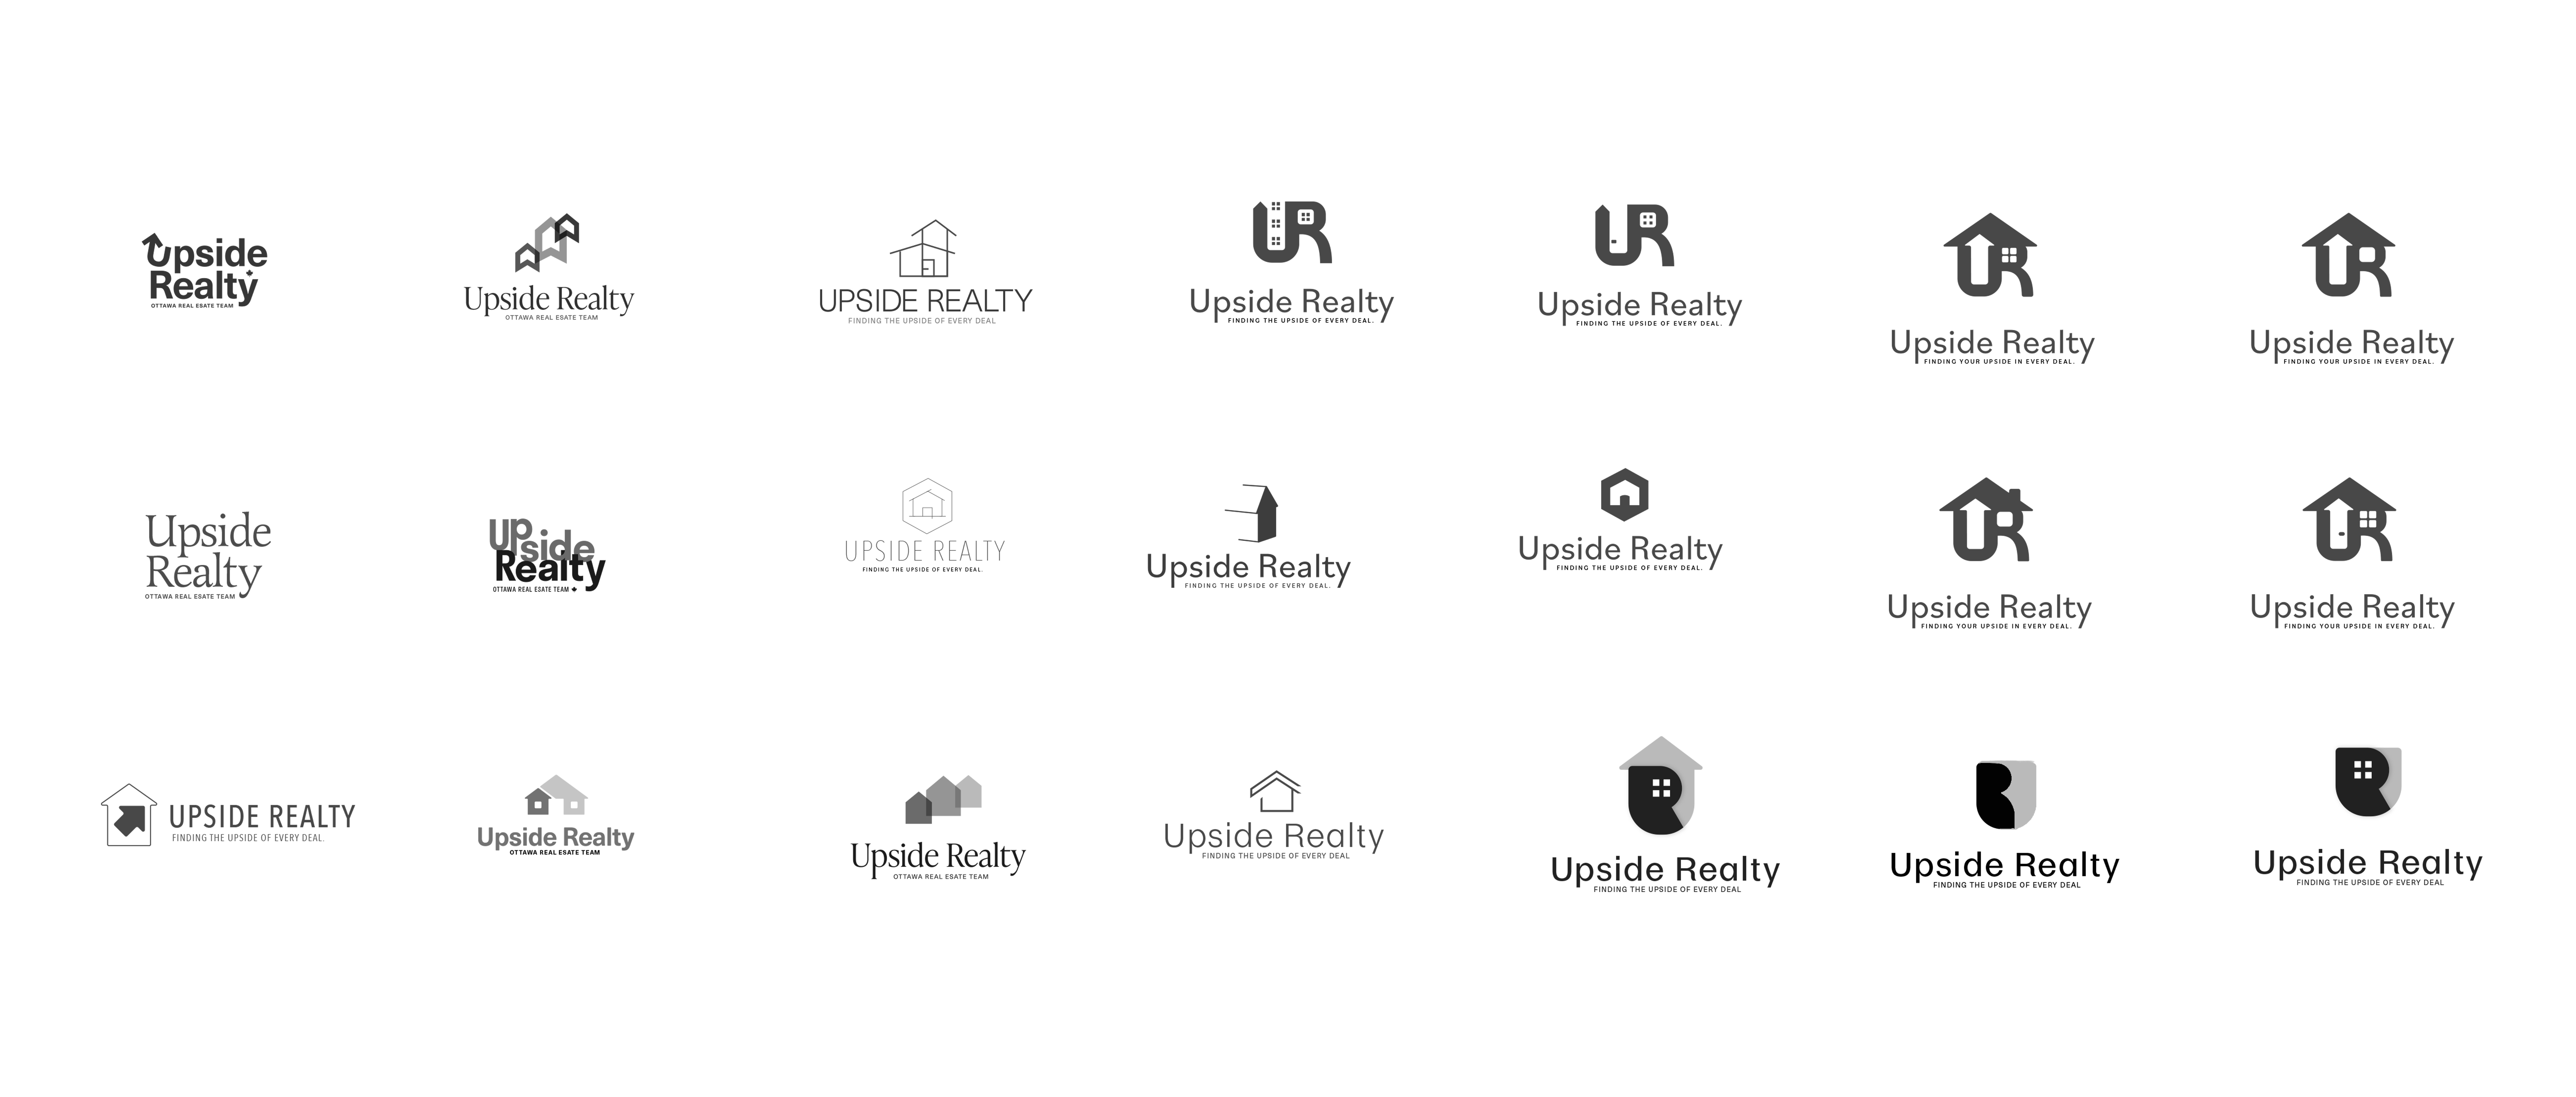 Upside
Realty
OTTAWA REAL ESATE TEAM
Upside Realty
OTTAWA REAL ESATE TEAM
UPSIDE REALTY
FINDING THE UPSIDE OF EVERY DEAL
UR
Upside Realty
FINDING THE UPSIDE OF EVERY DEAL.
UR
Upside Realty
FINDING THE UPSIDE OF EVERY DEAL.
UR
Upside Realty
FINDING YOUR UPSIDE IN EVERY DEAL.
UR
Upside Realty
FINDING YOUR UPSIDE IN EVERY DEAL.
Upside
Realty
OTTAWA REAL ESATE TEAM
Upside
Realty
OTTAWA REAL ESATE TEAM
UPSIDE REALTY
FINDING THE UPSIDE OF EVERY DEAL.
Upside Realty
FINDING THE UPSIDE OF EVERY DEAL.
Upside Realty
FINDING THE UPSIDE OF EVERY DEAL.
UR
Upside Realty
FINDING YOUR UPSIDE IN EVERY DEAL.
UR
Upside Realty
FINDING YOUR UPSIDE IN EVERY DEAL.
UPSIDE REALTY
FINDING THE UPSIDE OF EVERY DEAL.
Upside Realty
OTTAWA REAL ESATE TEAM
Upside Realty
OTTAWA REAL ESATE TEAM
Upside Realty
FINDING THE UPSIDE OF EVERY DEAL
R
Upside Realty
FINDING THE UPSIDE OF EVERY DEAL
R
Upside Realty
FINDING THE UPSIDE OF EVERY DEAL
R
Upside Realty
FINDING THE UPSIDE OF EVERY DEAL